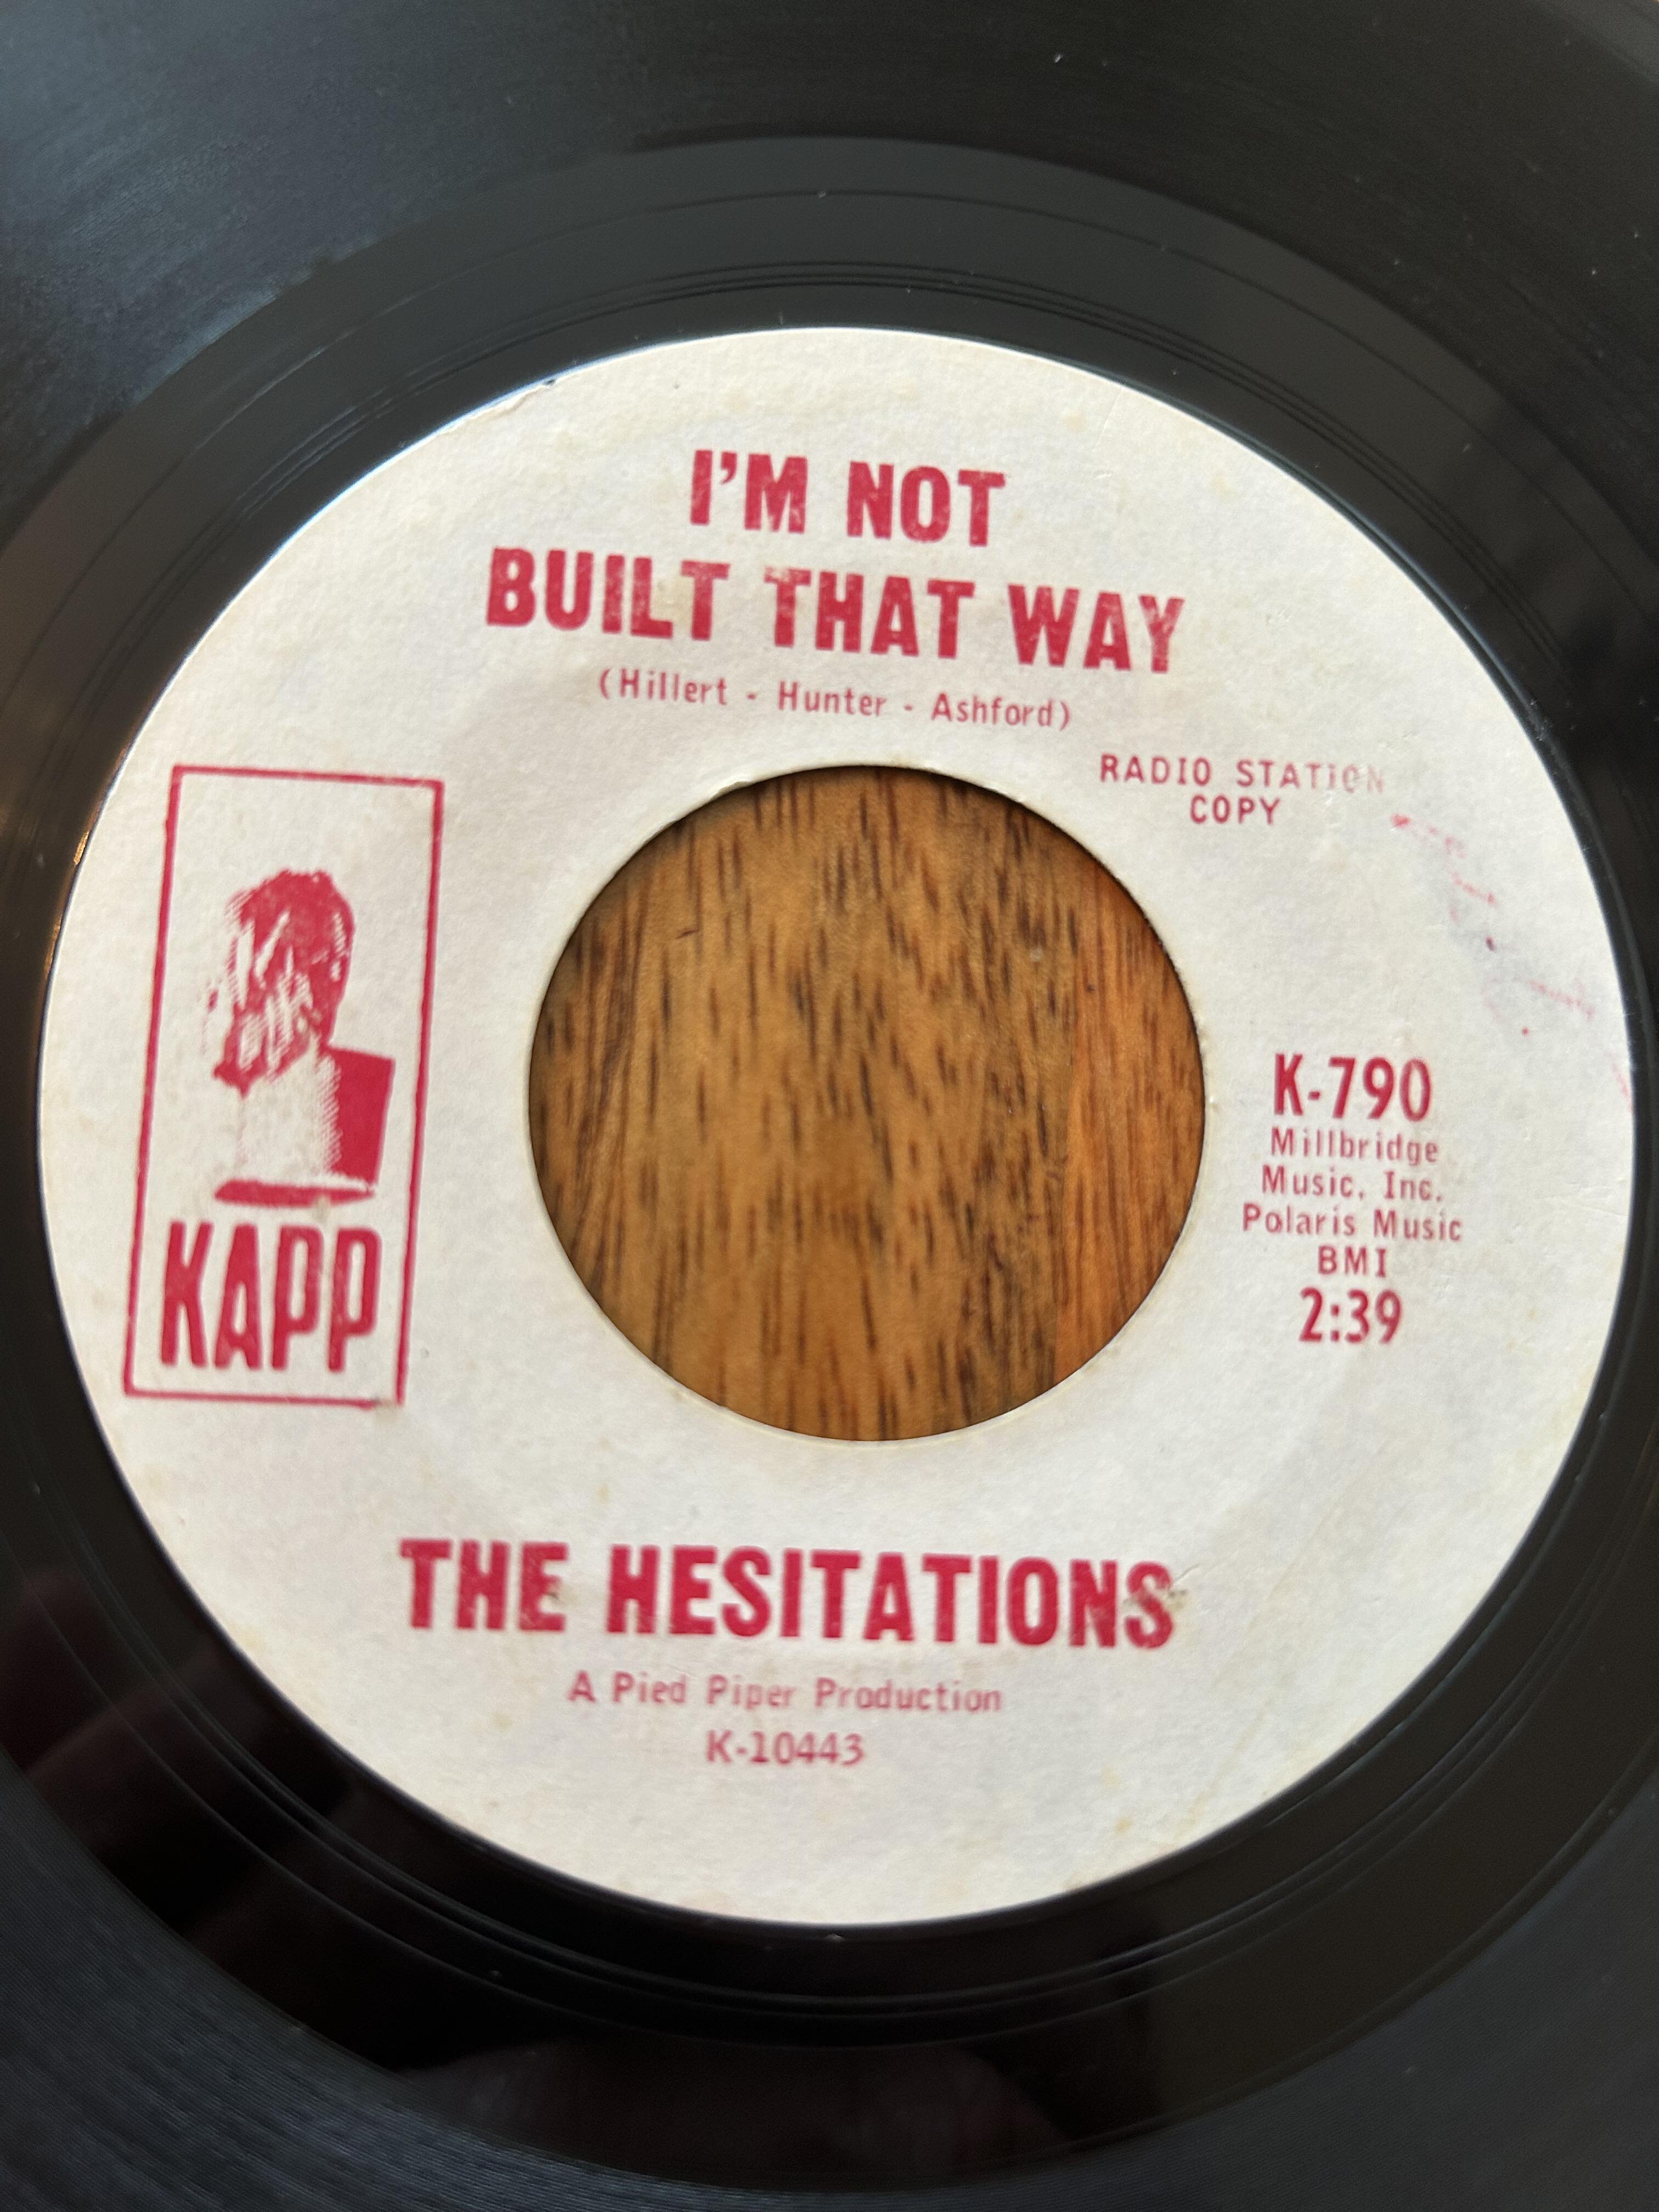 I'M NOT
BUILT THAT WAY
(Hillert - Hunter - Ashford)
RADIO STATION
COPY
KAPP
K-790
Millbridge
Music, Inc.
Polaris Music
BMI
2:39
THE HESITATIONS
A Pied Piper Production
K-10443